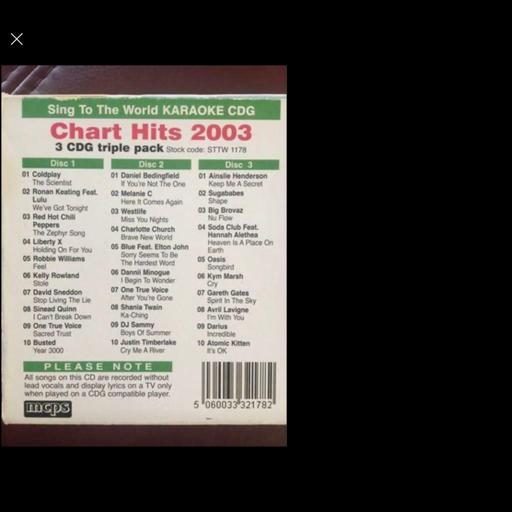 Sing To The World KARAOKE CDG
Chart Hits 2003
3 CDG triple pack Stock code: STTW 1178
Disc 1
01 Coldplay
The Scientist
02 Ronan Keating Feat.
Lulu
We've Got Tonight
03 Red Hot Chili
Peppers
The Zephyr Song
04 Liberty X
Holding On For You
05 Robbie Williams
Feel
06 Kelly Rowland
Stole
07 David Sneddon
Stop Living The Lie
08 Sinead Quinn
I Can't Break Down
09 One True Voice
Sacred Trust
10 Busted
Year 3000
Disc 2
01 Daniel Bedingfield
If You're Not The One
02 Melanie C
Here It Comes Again
03 Westlife
Miss You Nights
04 Charlotte Church
Brave New World
05 Blue Feat. Elton John
Sorry Seems To Be
The Hardest Word
06 Dannii Minogue
I Begin To Wonder
07 One True Voice
After You're Gone
08 Shania Twain
Ka-Ching
09 DJ Sammy
Boys Of Summer
10 Justin Timberlake
Cry Me A River
Disc 3
01 Ainslie Henderson
Keep Me A Secret
02 Sugababes
Shape
03 Big Brovaz
Nu Flow
04 Soda Club Feat.
Hannah Alethea
Heaven Is A Place On
Earth
05 Oasis
Songbird
06 Kym Marsh
Cry
07 Gareth Gates
Spirit In The Sky
08 Avril Lavigne
I'm With You
09 Darius
Incredible
10 Atomic Kitten
It's OK
PLEASE NOTE
All songs on this CD are recorded without
lead vocals and display lyrics on a TV only
when played on a CDG compatible player.
mcps
5 060033 321782